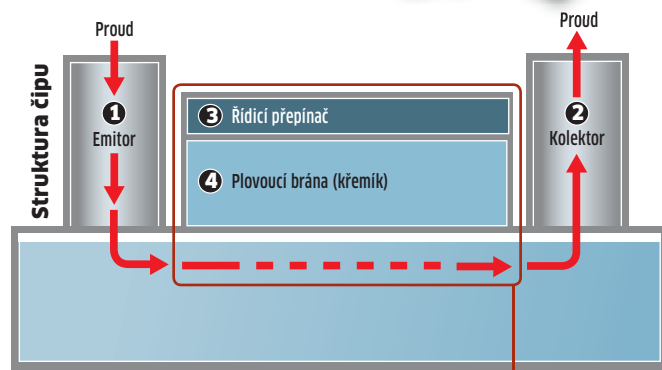 Proud
Proud
Struktura čipu
1
Emitor
3 Řídicí přepínač
2
Kolektor
4 Plovoucí brána (křemík)